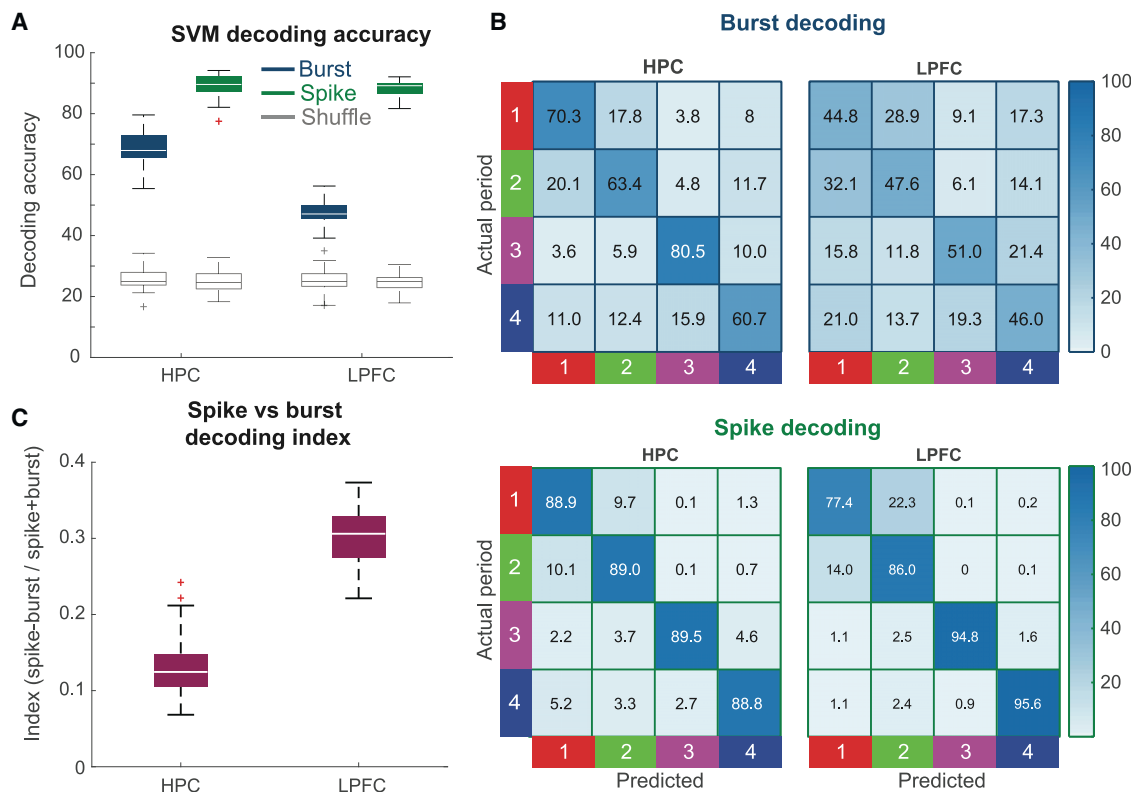 A
SVM decoding accuracy
Decoding accuracy
100
80
60
40
20
0
Burst
Spike
Shuffle
HPC
LPFC
B
Burst decoding
HPC
LPFC
Actual period
1
70.3 17.8 3.8 8
44.8 28.9 9.1 17.3
2
20.1 63.4 4.8 11.7
32.1 47.6 6.1 14.1
3
3.6 5.9 80.5 10.0
15.8 11.8 51.0 21.4
4
11.0 12.4 15.9 60.7
21.0 13.7 19.3 46.0
1 2 3 4
1 2 3 4
100
80
60
40
20
0
C
Spike vs burst
decoding index
Index (spike-burst / spike+burst)
0.4
0.3
0.2
0.1
0
HPC
LPFC
Spike decoding
HPC
LPFC
Actual period
1
88.9 9.7 0.1 1.3
77.4 22.3 0.1 0.2
2
10.1 89.0 0.1 0.7
14.0 86.0 0 0.1
3
2.2 3.7 89.5 4.6
1.1 2.5 94.8 1.6
4
5.2 3.3 2.7 88.8
1.1 2.4 0.9 95.6
1 2 3 4
1 2 3 4
Predicted
Predicted
100
80
60
40
20